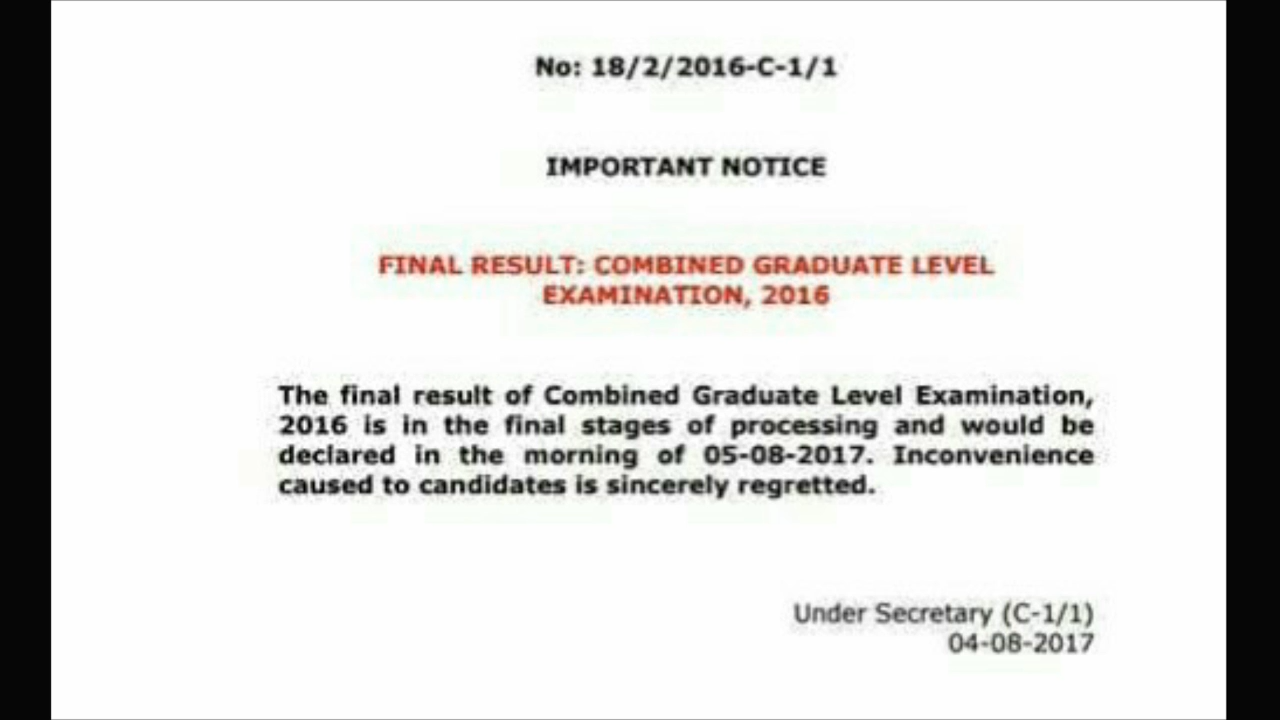 No: 18/2/2016-C-1/1
IMPORTANT NOTICE
FINAL RESULT: COMBINED GRADUATE LEVEL
EXAMINATION, 2016
The final result of Combined Graduate Level Examination,
2016 is in the final stages of processing and would be
declared in the morning of 05-08-2017. Inconvenience
caused to candidates is sincerely regretted.
Under Secretary (C-1/1)
04-08-2017